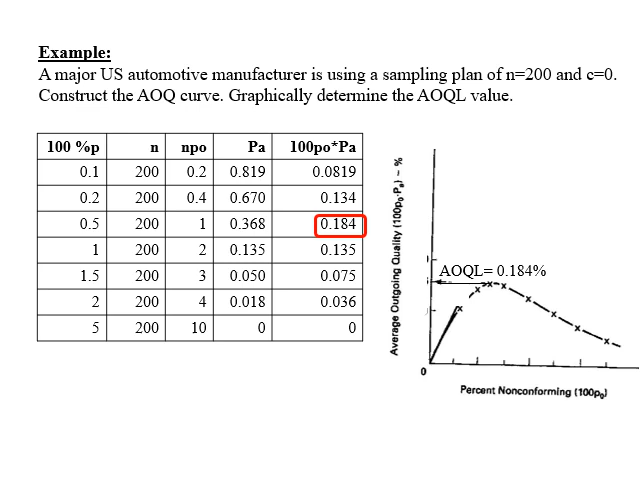 Example:
A major US automotive manufacturer is using a sampling plan of n=200 and c=0.
Construct the AOQ curve. Graphically determine the AOQL value.
100 %p n npo Pa 100po*Pa
0.1 200 0.2 0.819 0.0819
0.2 200 0.4 0.670 0.134
0.5 200 1 0.368 0.184
1 200 2 0.135 0.135
1.5 200 3 0.050 0.075
2 200 4 0.018 0.036
5 200 10 0 0
Average Outgoing Quality (100p₀·Pₐ) – %
AOQL= 0.184%
0
Percent Nonconforming (100p₀)